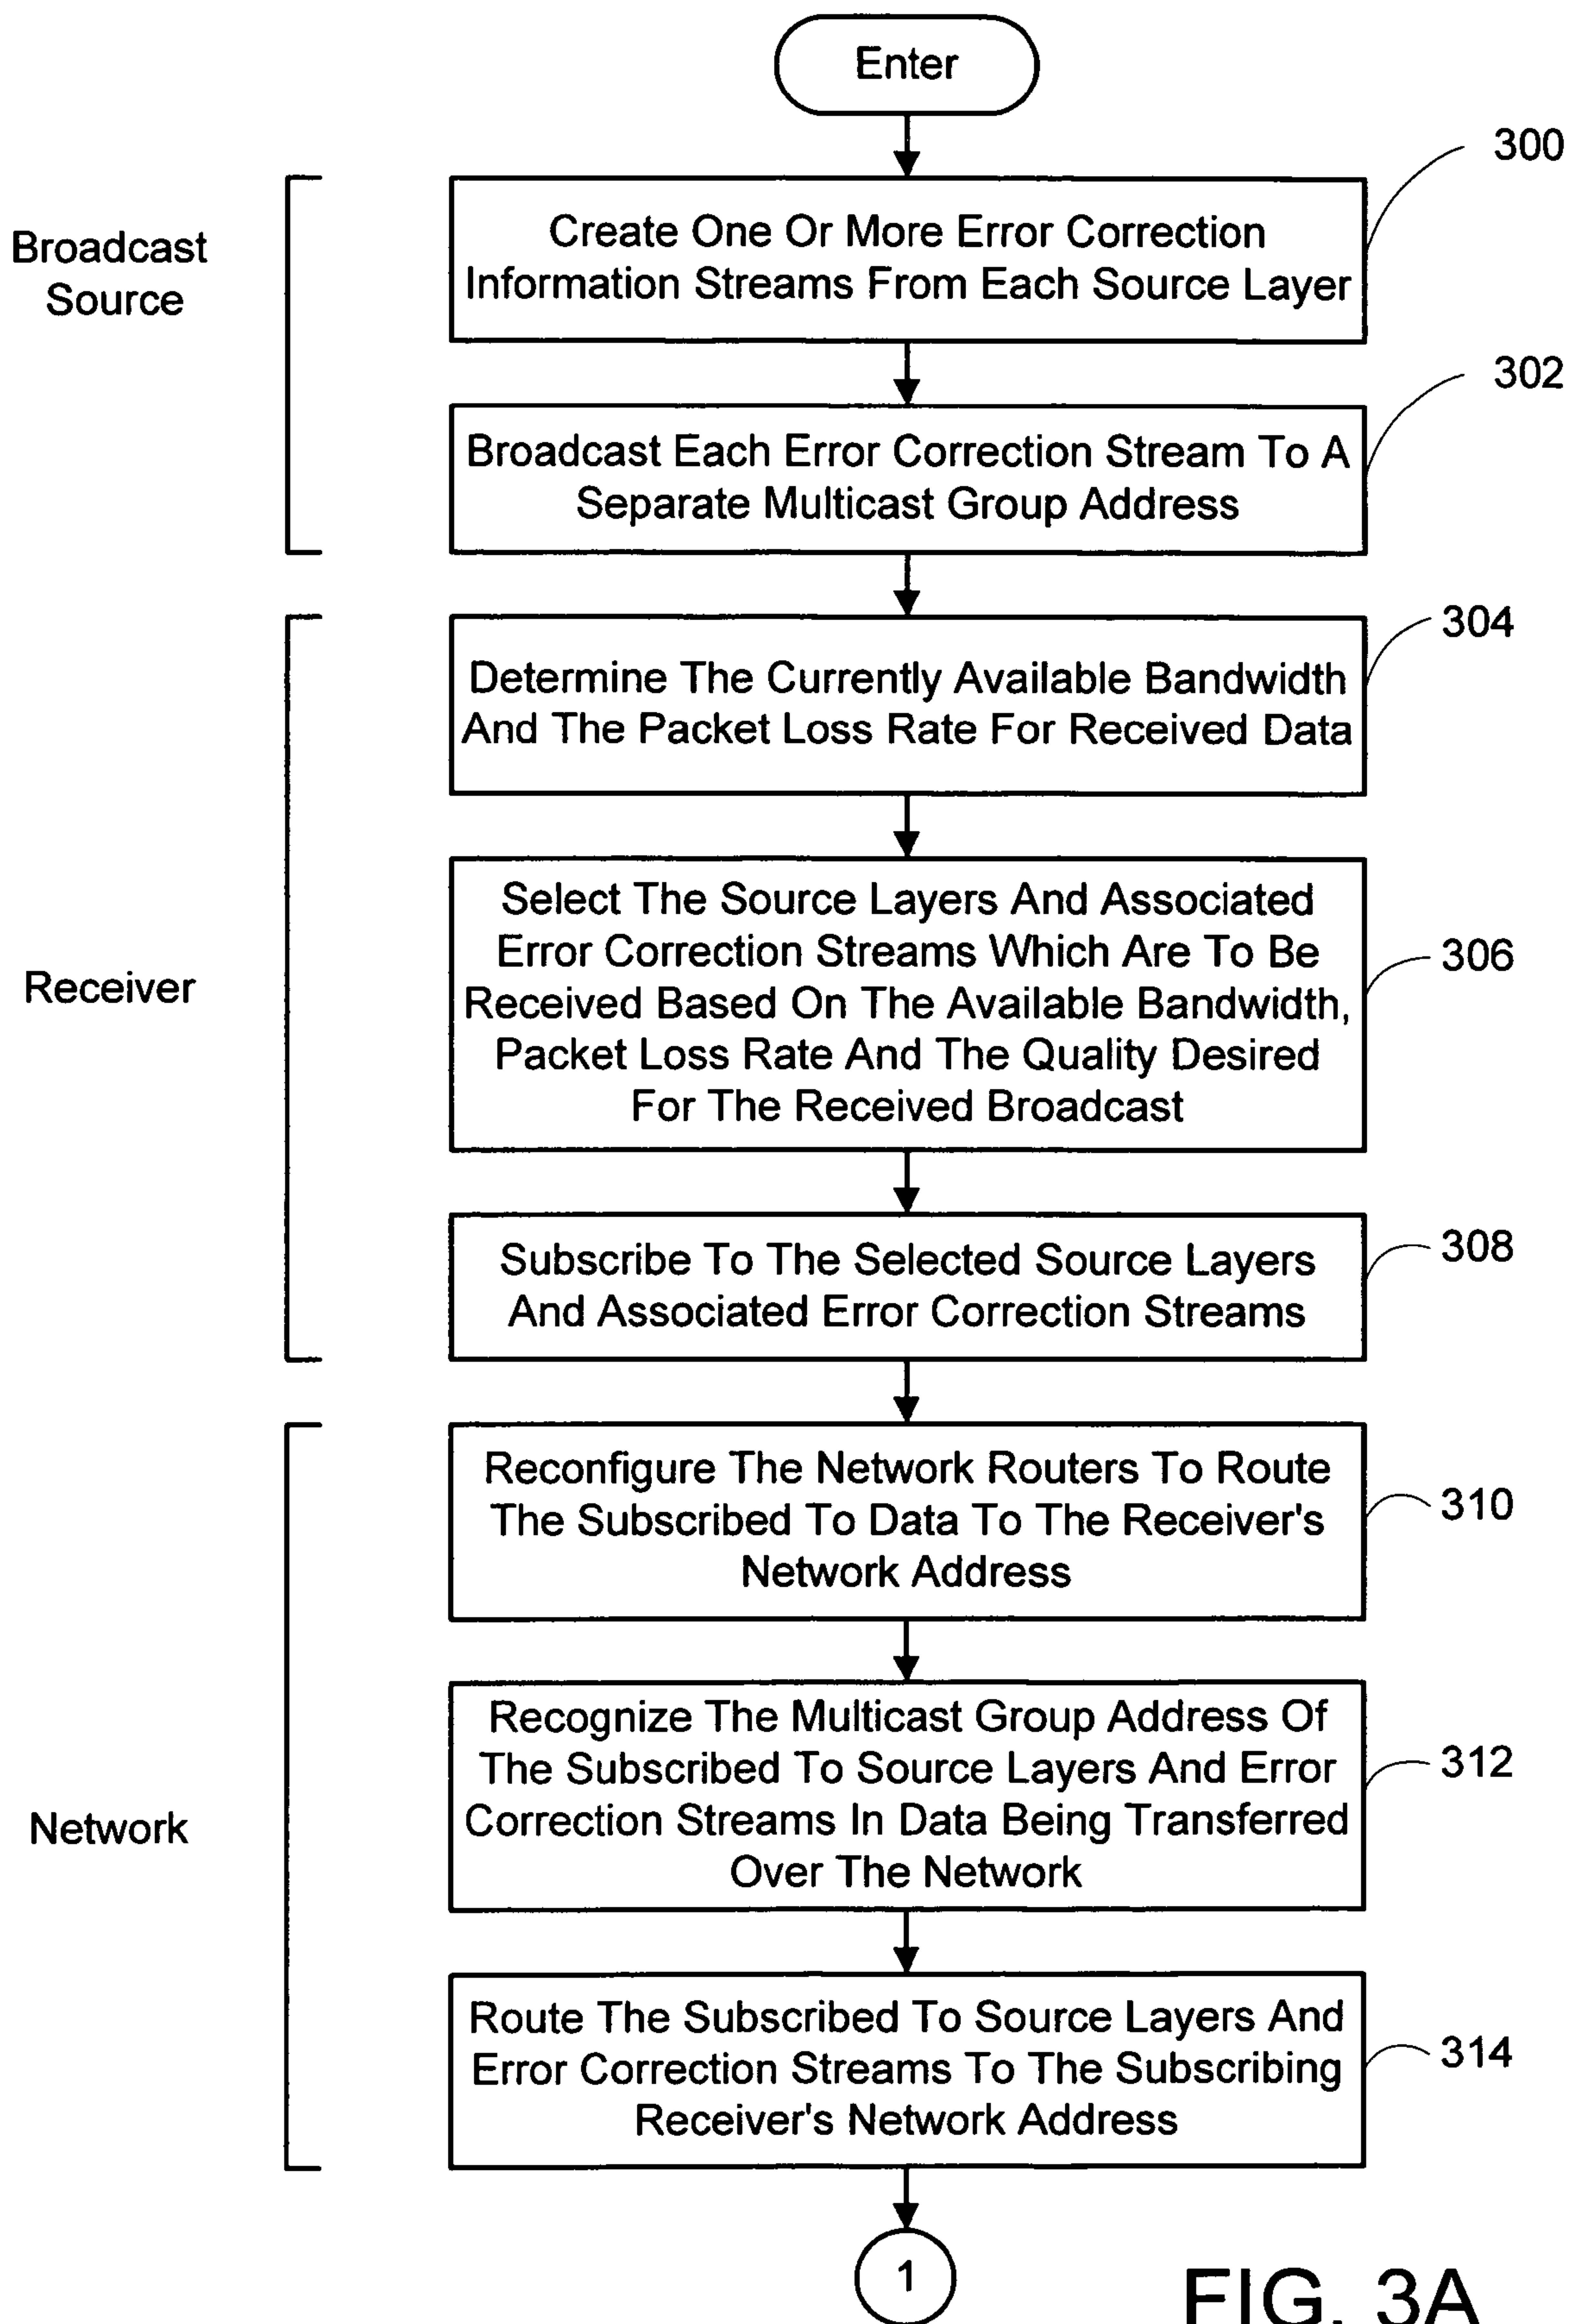 Enter
300
Broadcast
Source
Create One Or More Error Correction
Information Streams From Each Source Layer
302
Broadcast Each Error Correction Stream To A
Separate Multicast Group Address
304
Determine The Currently Available Bandwidth
And The Packet Loss Rate For Received Data
Receiver
Select The Source Layers And Associated
Error Correction Streams Which Are To Be
Received Based On The Available Bandwidth,
Packet Loss Rate And The Quality Desired
For The Received Broadcast
306
Subscribe To The Selected Source Layers
And Associated Error Correction Streams
308
Reconfigure The Network Routers To Route
The Subscribed To Data To The Receiver's
Network Address
310
Network
Recognize The Multicast Group Address Of
The Subscribed To Source Layers And Error
Correction Streams In Data Being Transferred
Over The Network
312
Route The Subscribed To Source Layers And
Error Correction Streams To The Subscribing
Receiver's Network Address
314
1
FIG. 3A